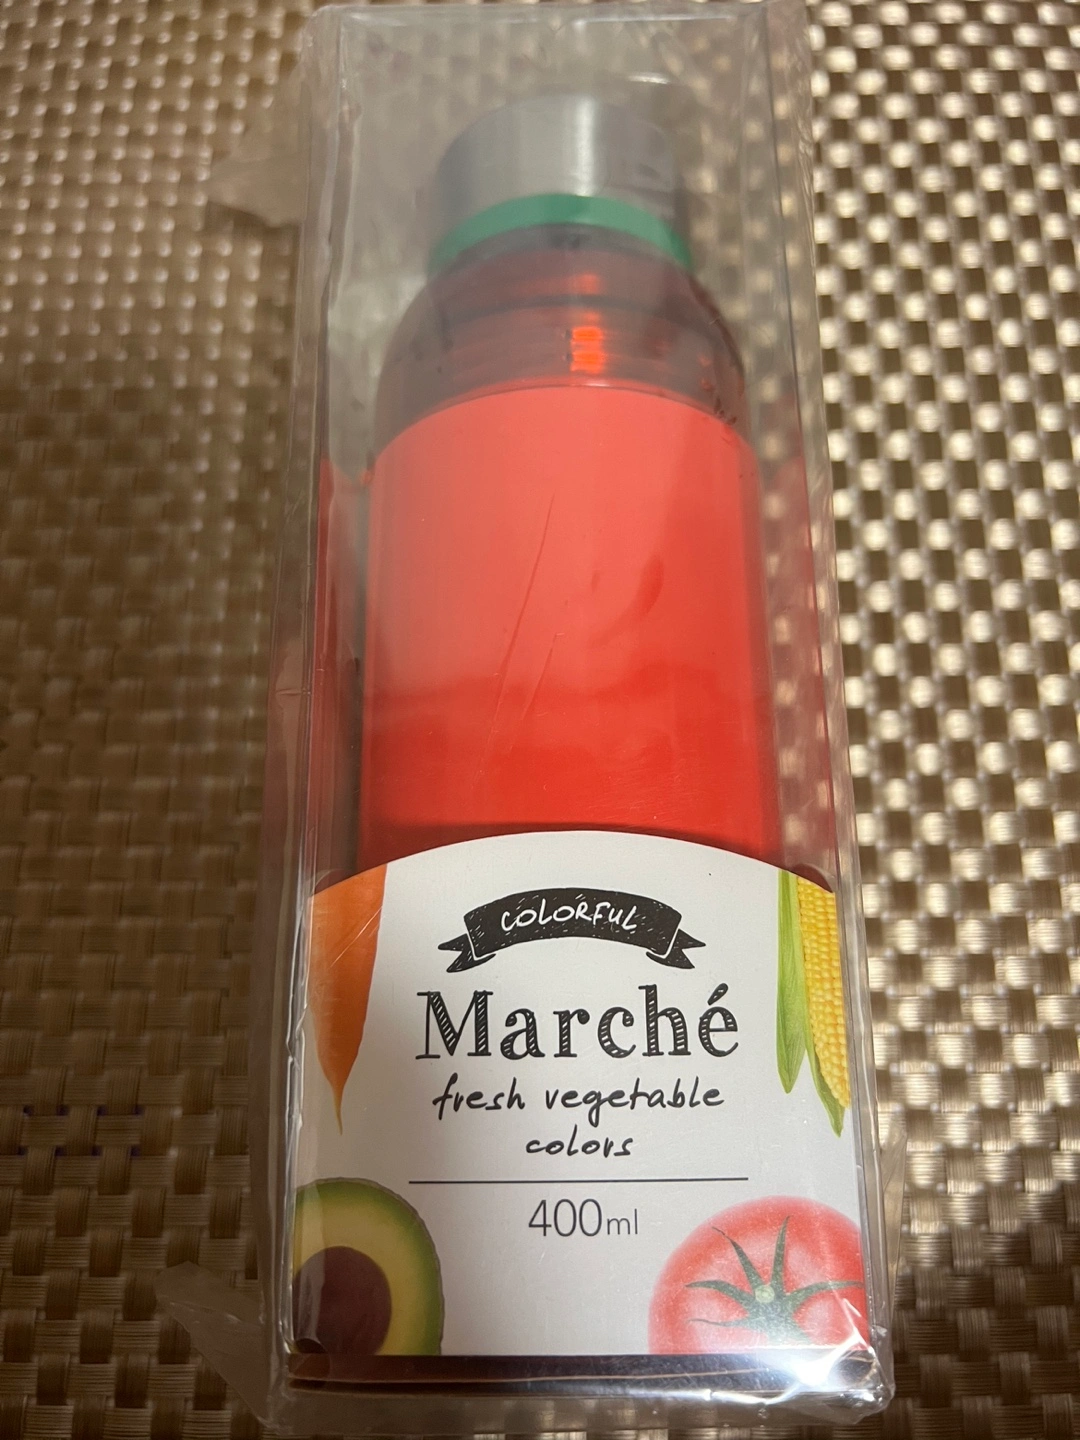 COLORFUL
Marché
fresh vegetable
colors
400ml